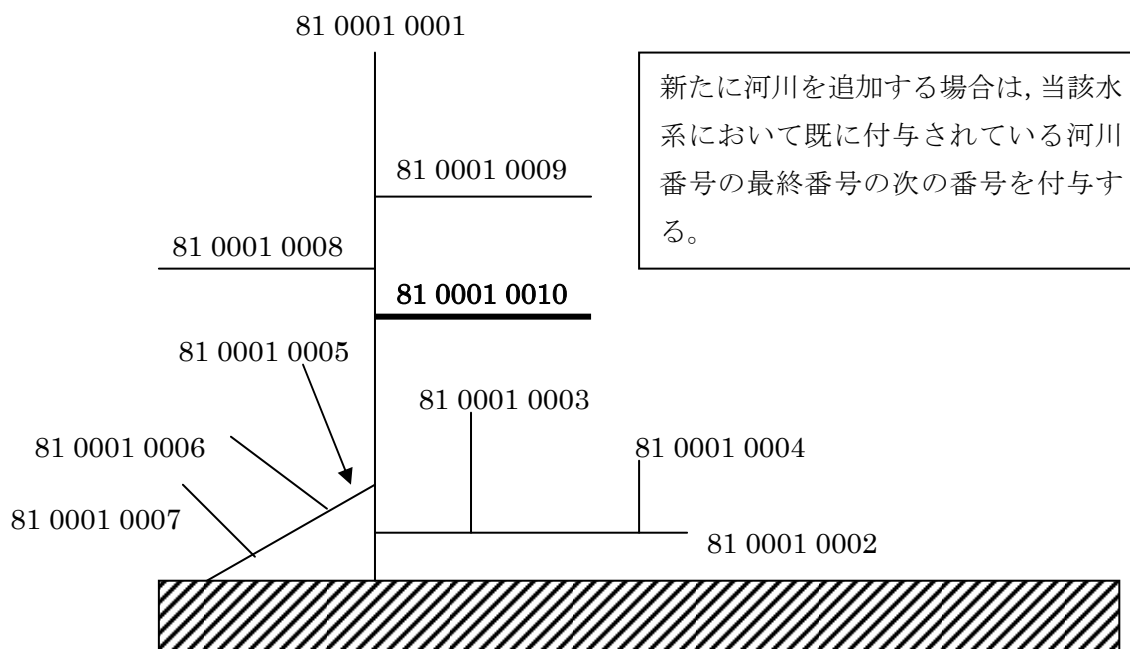 81 0001 0001
新たに河川を追加する場合は, 当該水
系において既に付与されている河川
番号の最終番号の次の番号を付与す
る。
81 0001 0009
81 0001 0008
81 0001 0010
81 0001 0005
81 0001 0003
81 0001 0006
81 0001 0004
81 0001 0007
81 0001 0002